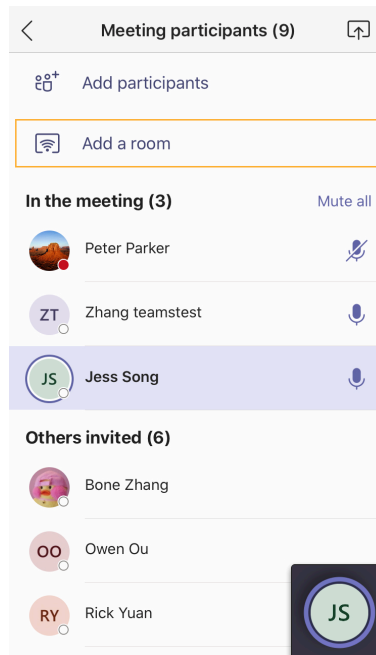 Meeting participants (9)
Add participants
Add a room
In the meeting (3) Mute all
Peter Parker
ZT Zhang teamstest
JS Jess Song
Others invited (6)
Bone Zhang
OO Owen Ou
RY Rick Yuan
JS